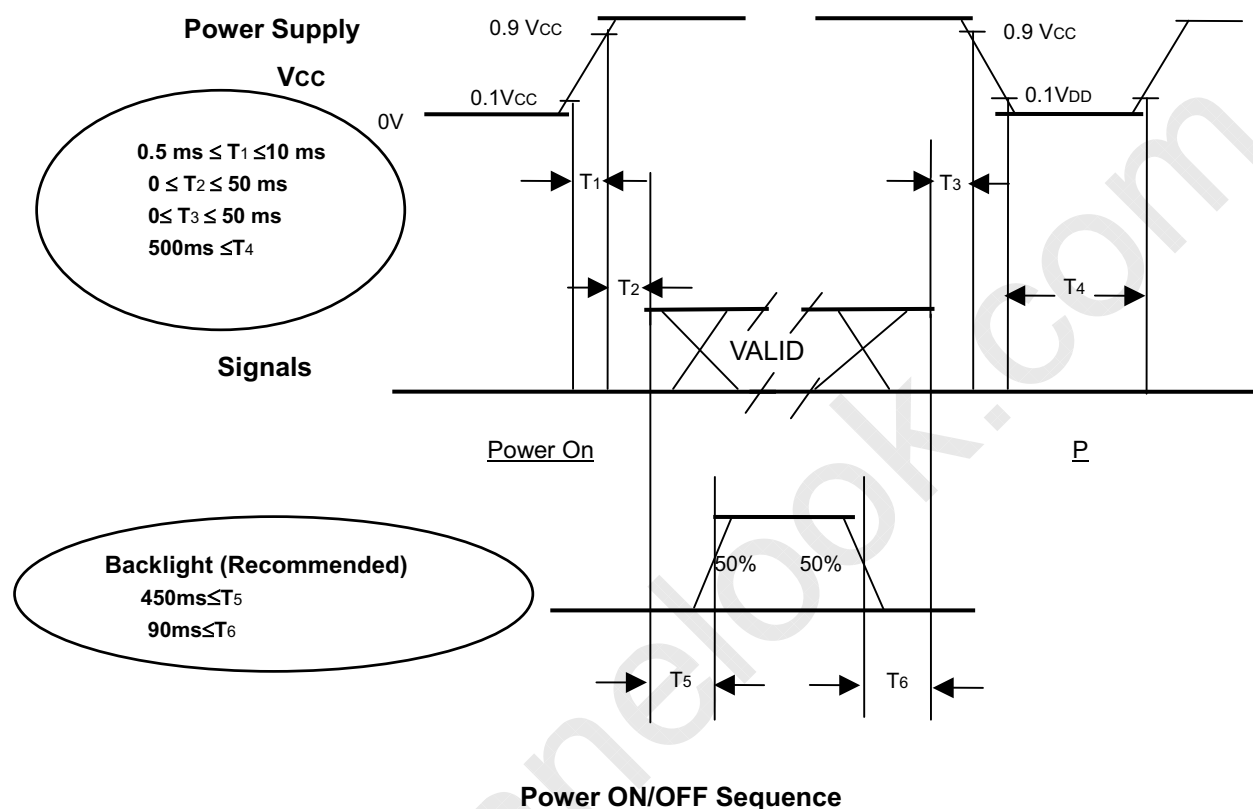 Power Supply
VCC
0.9 VCC
0.9 VCC
0.1VCC
0.1VDD
0V
0.5 ms ≤ T1 ≤10 ms
0 ≤ T2 ≤ 50 ms
0≤ T3 ≤ 50 ms
500ms ≤T4
T1
T3
T2
T4
VALID
Signals
Power On
P
Backlight (Recommended)
450ms≤T5
90ms≤T6
50%
50%
T5
T6
Power ON/OFF Sequence
nelook.com